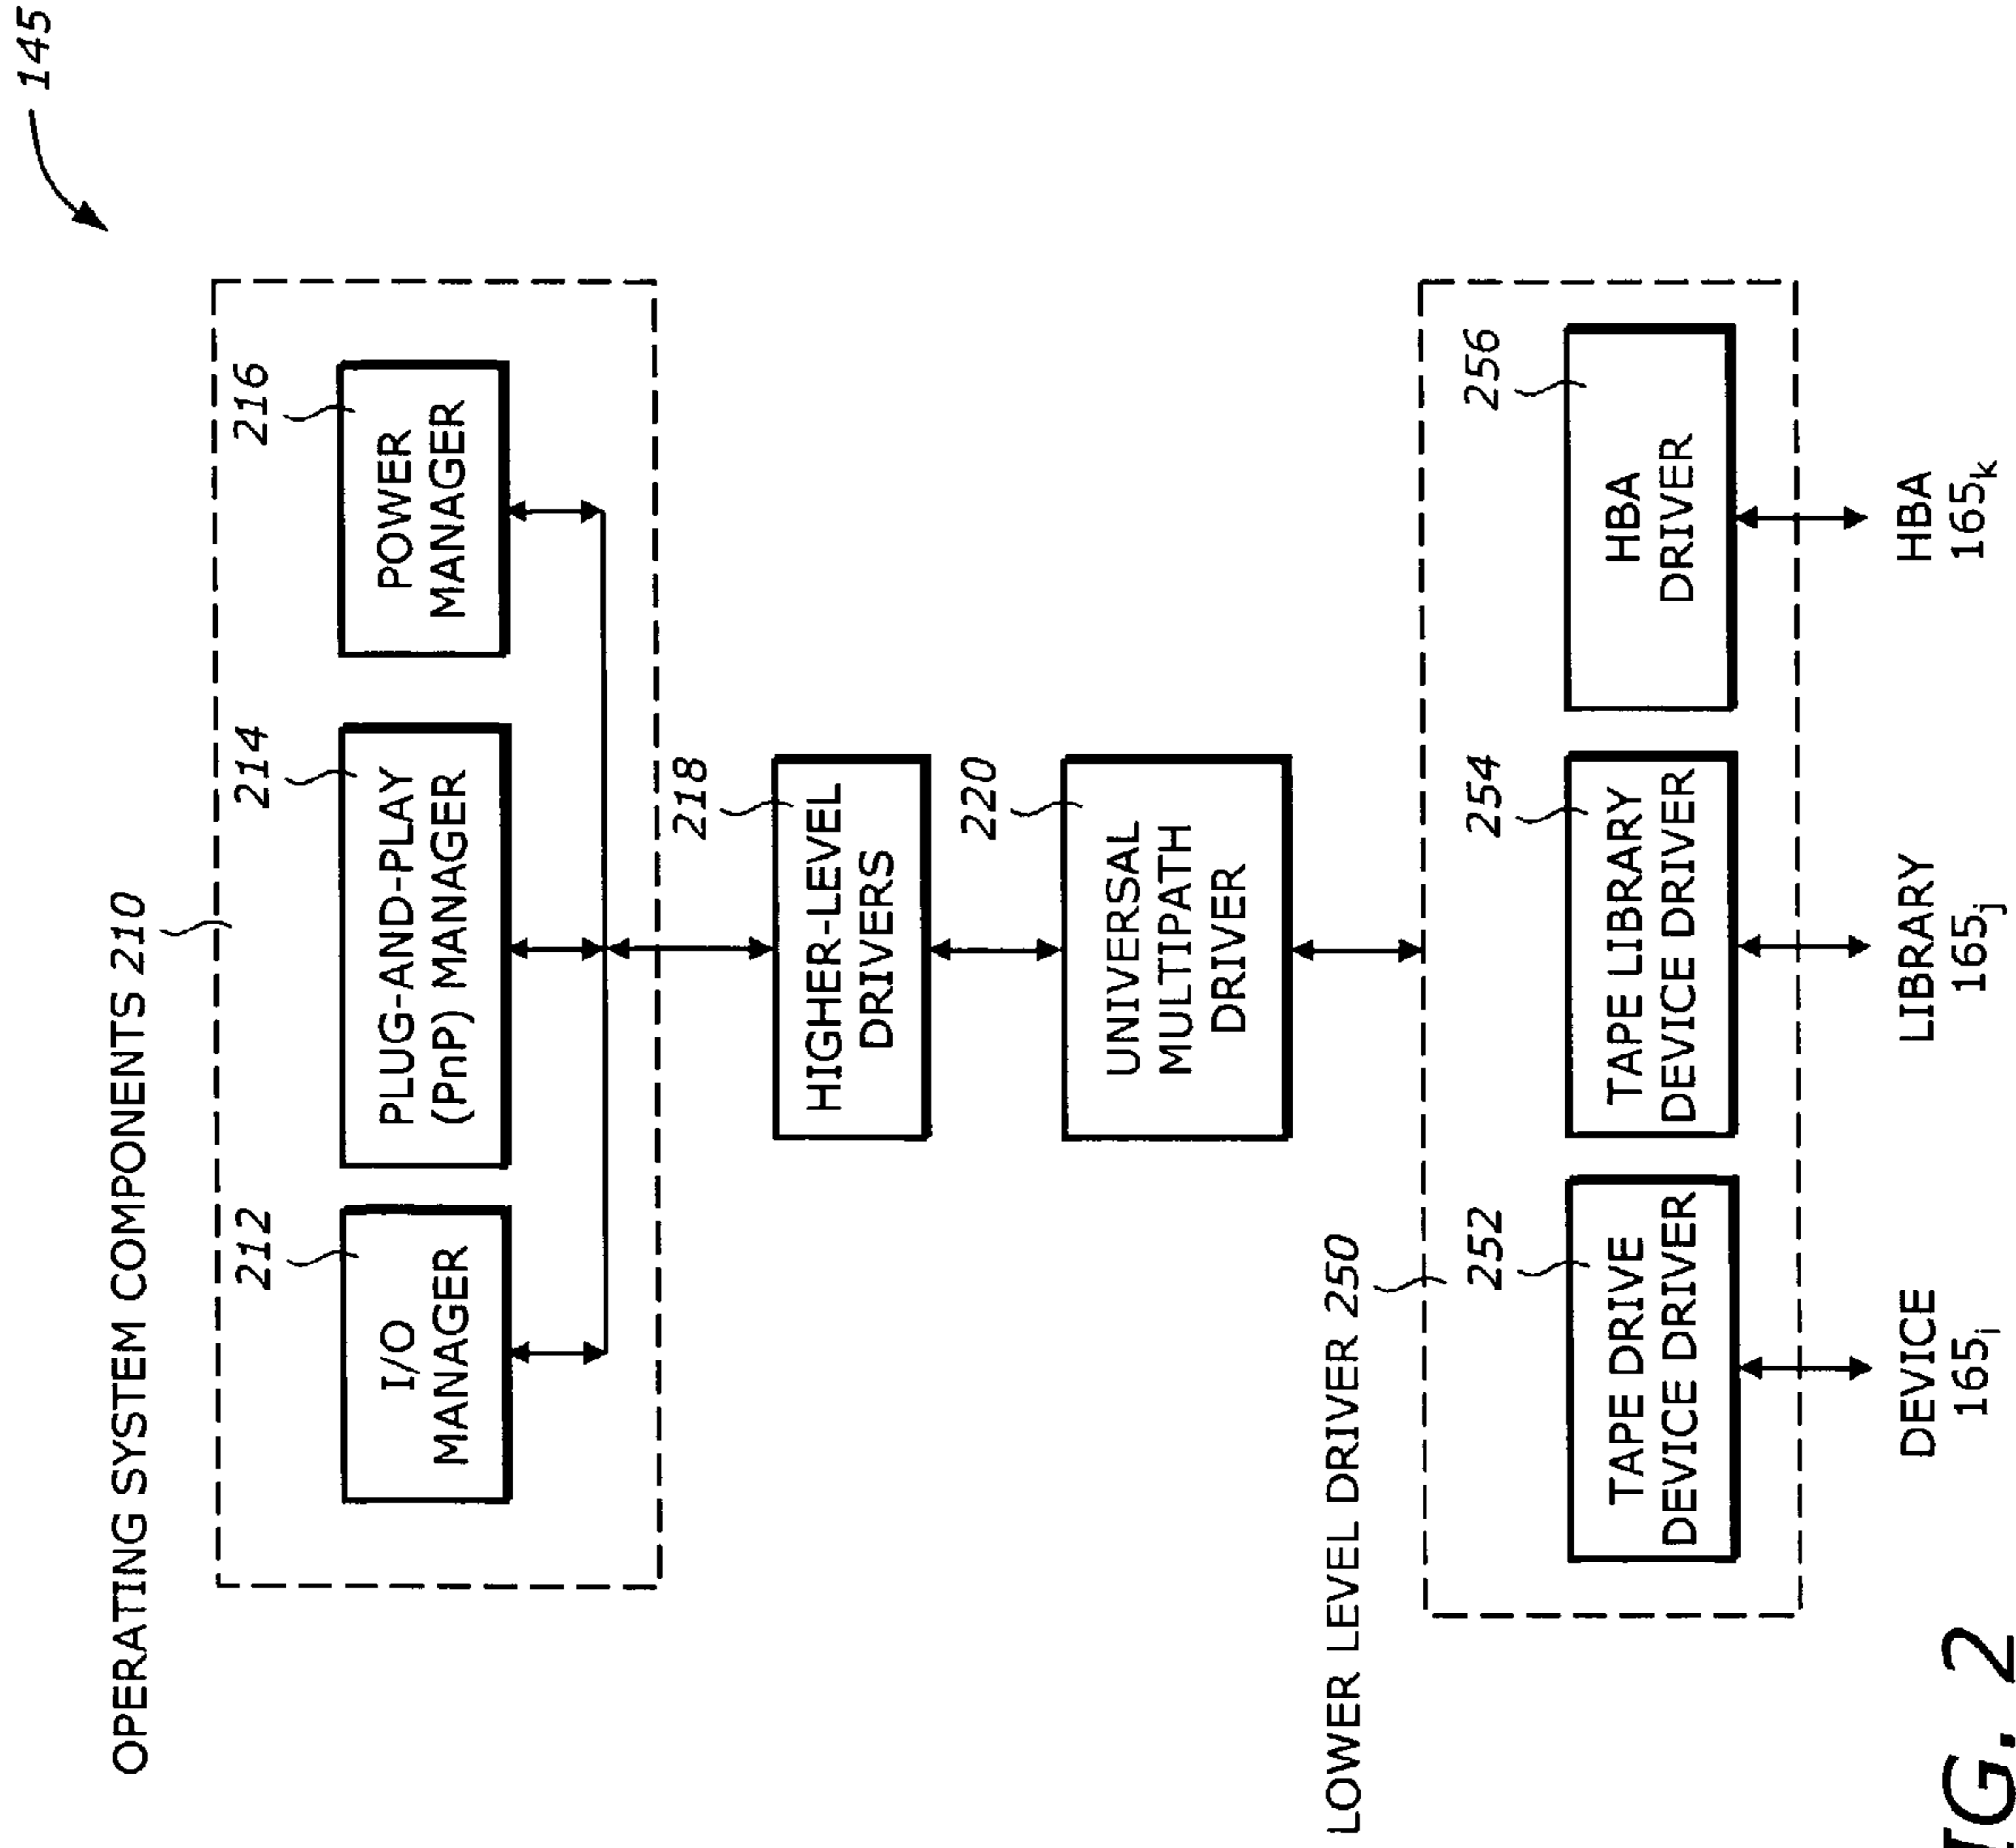 145
OPERATING SYSTEM COMPONENTS 210
212
214
216
I/O
MANAGER
PLUG-AND-PLAY
(PnP) MANAGER
POWER
MANAGER
218
HIGHER-LEVEL
DRIVERS
220
UNIVERSAL
MULTIPATH
DRIVER
LOWER LEVEL DRIVER 250
252
254
256
TAPE DRIVE
DEVICE DRIVER
TAPE LIBRARY
DEVICE DRIVER
HBA
DRIVER
DEVICE
165i
LIBRARY
165j
HBA
165k
IG. 2